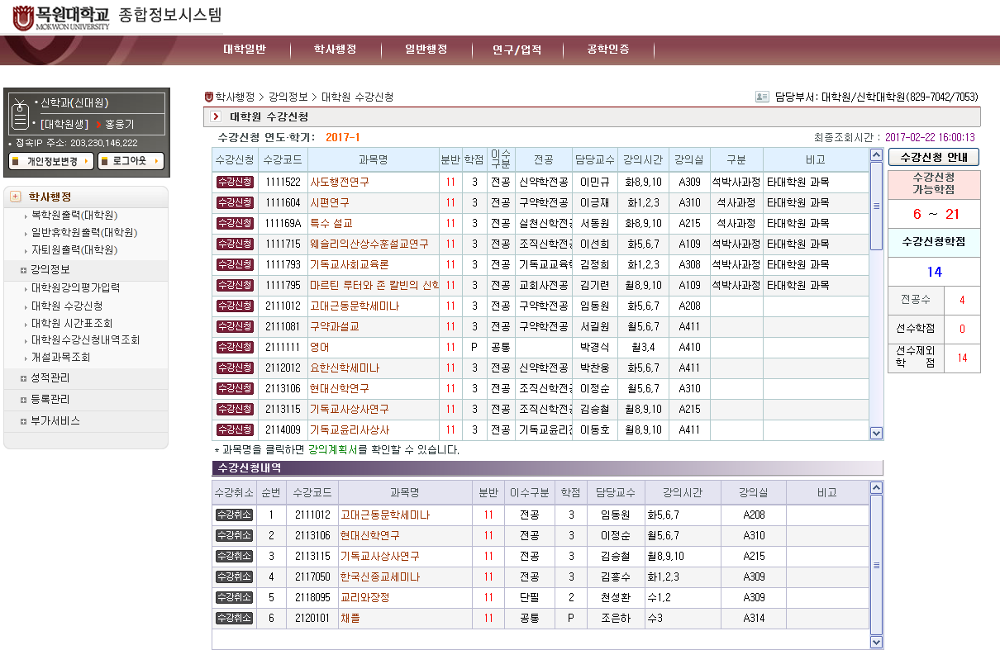 목원대학교 종합정보시스템
MOKWON UNIVERSITY
대학일반 학사행정 일반행정 연구/업적 공학인증
• 신학과(신대원)
• [대학원생] 홍웅기
• 접속IP 주소: 203,230,146,222
개인정보변경 로그아웃
학사행정
복학원출력(대학원)
일반휴학원출력(대학원)
자퇴원출력(대학원)
강의정보
대학원강의평가입력
대학원 수강신청
대학원 시간표조회
대학원수강신청내역조회
개설과목조회
성적관리
등록관리
부가서비스
학사행정 > 강의정보 > 대학원 수강신청
담당부서: 대학원/신학대학원(829-7042/7053)
대학원 수강신청
수강신청 연도·학기: 2017-1
최종조회시간 : 2017-02-22 16:00:13
수강신청 수강코드 과목명 분반 학점 이수구분 전공 담당교수 강의시간 강의실 구분 비고
수강신청 1111522 사도행전연구 11 3 전공 신약학전공 이민규 화8,9,10 A309 석박사과정 타대학원 과목
수강신청 1111604 시편연구 11 3 전공 구약학전공 이긍재 화1,2,3 A310 석사과정 타대학원 과목
수강신청 111169A 특수 설교 11 3 전공 실천신학전공 서동원 화8,9,10 A215 석사과정 타대학원 과목
수강신청 1111715 웨슬리의산상수훈설교연구 11 3 전공 조직신학전공 이선희 화5,6,7 A109 석박사과정 타대학원 과목
수강신청 1111793 기독교사회교육론 11 3 전공 기독교교육학 김정희 화1,2,3 A308 석박사과정 타대학원 과목
수강신청 1111795 마르틴 루터와 존 칼빈의 신학 11 3 전공 교회사전공 김기련 월8,9,10 A109 석박사과정 타대학원 과목
수강신청 2111012 고대근동문학세미나 11 3 전공 구약학전공 임동원 화5,6,7 A208
수강신청 2111081 구약과설교 11 3 전공 구약학전공 서길원 월5,6,7 A411
수강신청 2111111 영어 11 P 공통 박경식 월3,4 A410
수강신청 2112012 요한신학세미나 11 3 전공 신약학전공 박찬웅 화5,6,7 A411
수강신청 2113106 현대신학연구 11 3 전공 조직신학전공 이정순 월5,6,7 A310
수강신청 2113115 기독교사상사연구 11 3 전공 조직신학전공 김승철 월8,9,10 A215
수강신청 2114009 기독교윤리사상사 11 3 전공 기독교윤리전 이동호 월8,9,10 A411
* 과목명을 클릭하면 강의계획서를 확인할 수 있습니다.
수강신청 안내
수강신청
가능학점
6 ~ 21
수강신청학점
14
전공수 4
선수학점 0
선수제외
학 점 14
수강신청내역
수강취소 순번 수강코드 과목명 분반 이수구분 학점 담당교수 강의시간 강의실 비고
수강취소 1 2111012 고대근동문학세미나 11 전공 3 임동원 화5,6,7 A208
수강취소 2 2113106 현대신학연구 11 전공 3 이정순 월5,6,7 A310
수강취소 3 2113115 기독교사상사연구 11 전공 3 김승철 월8,9,10 A215
수강취소 4 2117050 한국신종교세미나 11 전공 3 김흥수 화1,2,3 A309
수강취소 5 2118095 교리와장정 11 단필 2 천성환 수1,2 A309
수강취소 6 2120101 채플 11 공통 P 조은하 수3 A314